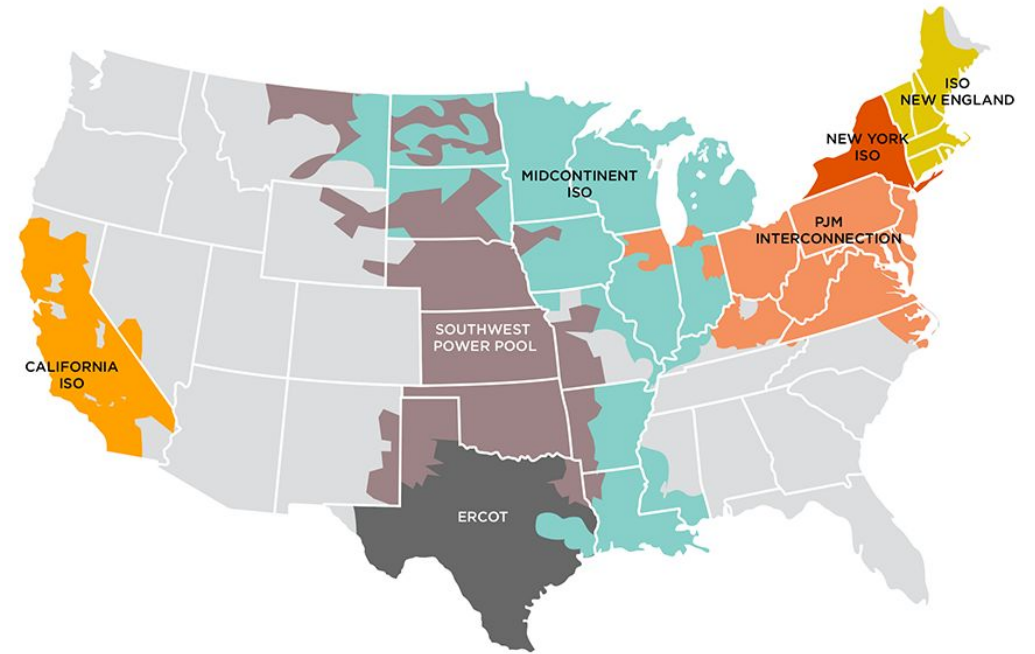 ISO
NEW ENGLAND
NEW YORK
ISO
MIDCONTINENT
ISO
PJM
INTERCONNECTION
SOUTHWEST
POWER POOL
CALIFORNIA
ISO
ERCOT